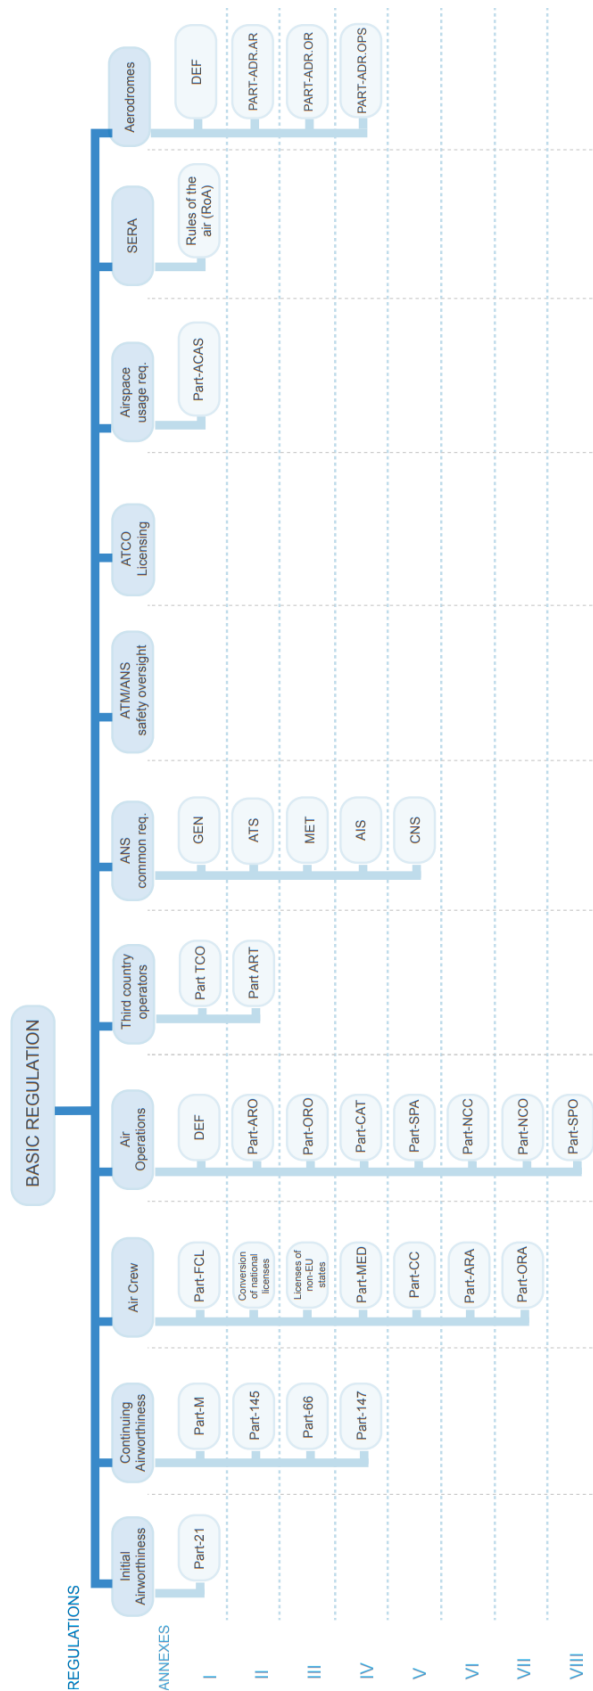 BASIC REGULATION
REGULATIONS
Initial
Airworthiness
Continuing
Airworthiness
Air Crew
Air
Operations
Third country
operators
ANS
common req.
ATM/ANS
safety oversight
ATCO
Licensing
Airspace
usage req.
SERA
Aerodromes
ANNEXES
I
Part-21
Part-M
Part-FCL
DEF
Part TCO
GEN
Part-ACAS
Rules of the
air (RoA)
DEF
II
Part-145
Conversion
of national
licenses
Part-ARO
Part ART
ATS
PART-ADR.AR
III
Part-66
Licenses of
non-EU
states
Part-ORO
MET
PART-ADR.OR
IV
Part-147
Part-MED
Part-CAT
AIS
PART-ADR.OPS
V
Part-CC
Part-SPA
CNS
VI
Part-ARA
Part-NCC
VII
Part-ORA
Part-NCO
VIII
Part-SPO